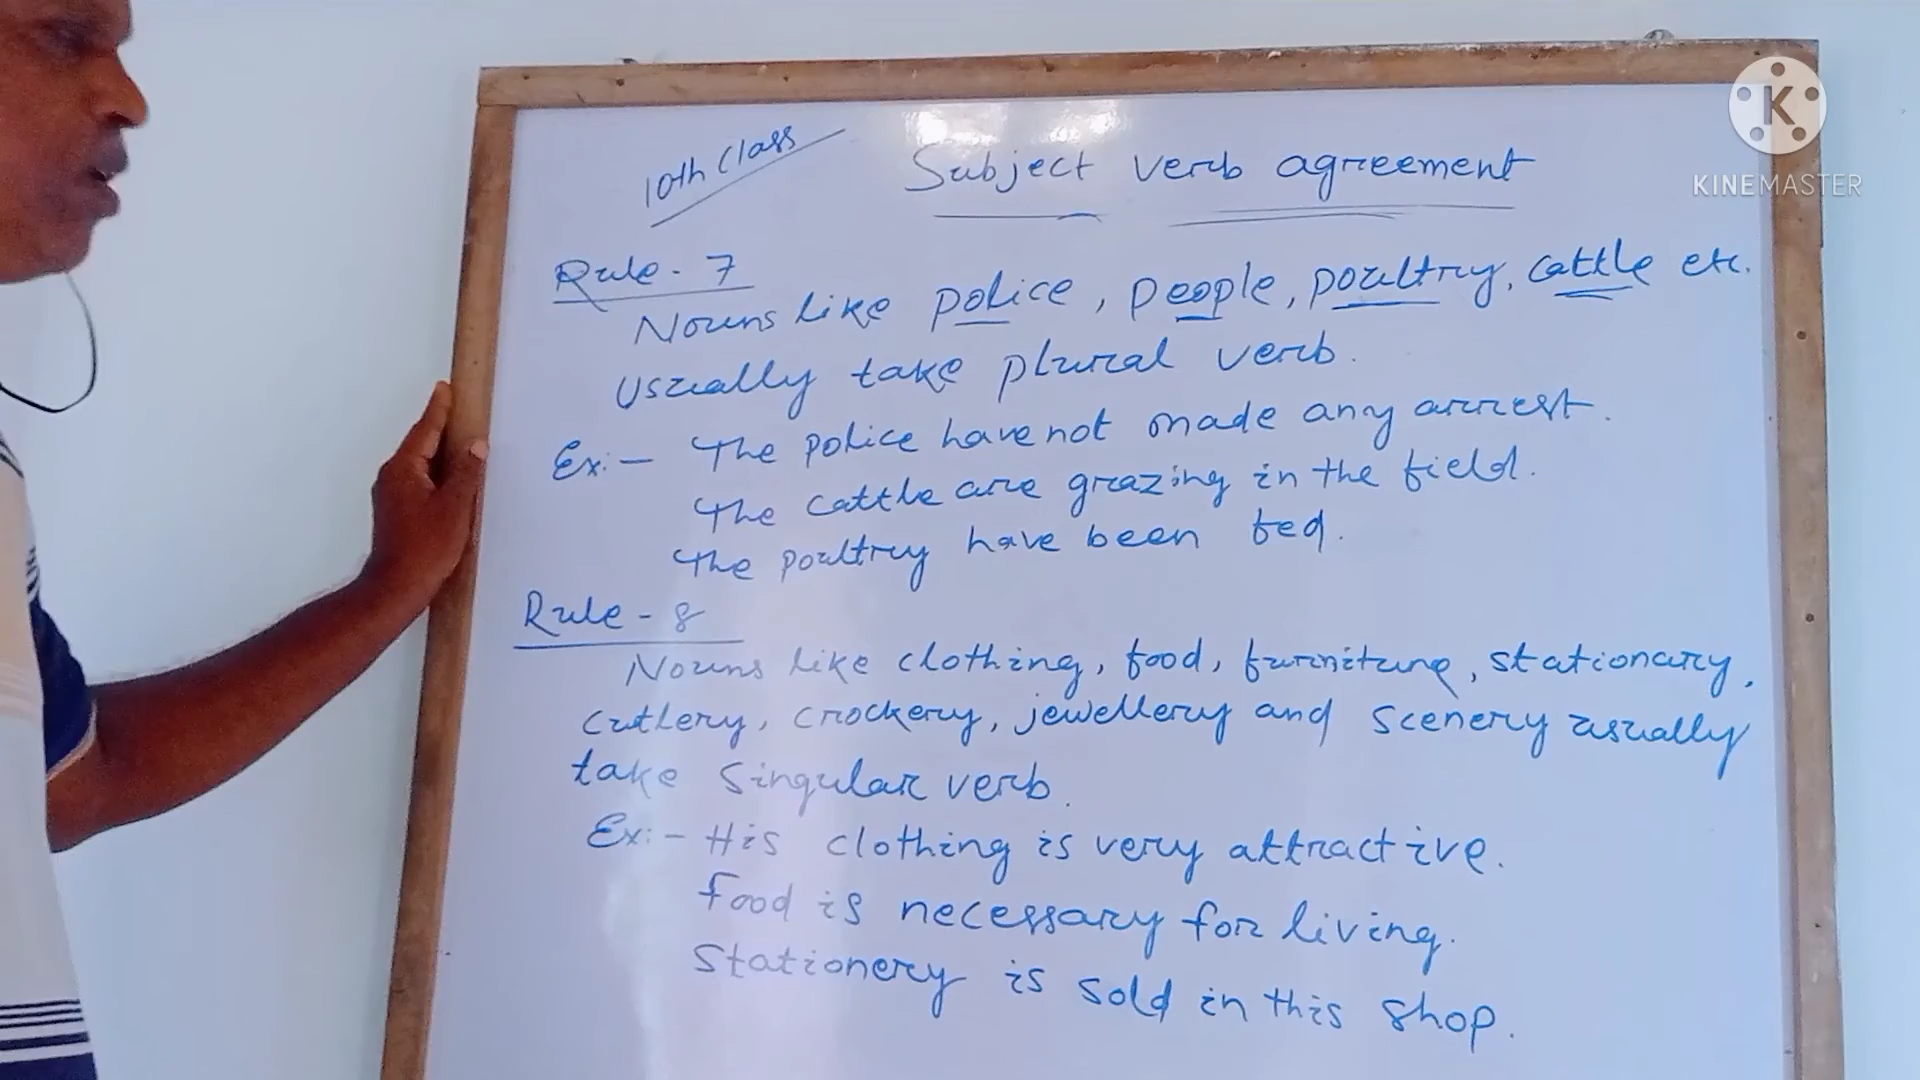 10th Class
Subject verb agreement
Rule - 7
Nouns like police, people, poultry, cattle etc.
usually take plural verb.
Ex:- The police have not made any arrest.
The cattle are grazing in the field.
The poultry have been fed.
Rule - 8
Nouns like clothing, food, furniture, stationary,
cutlery, crockery, jewellery and scenery usually
take singular verb.
Ex:- His clothing is very attractive.
Food is necessary for living.
Stationery is sold in this shop.
K
KINEMASTER